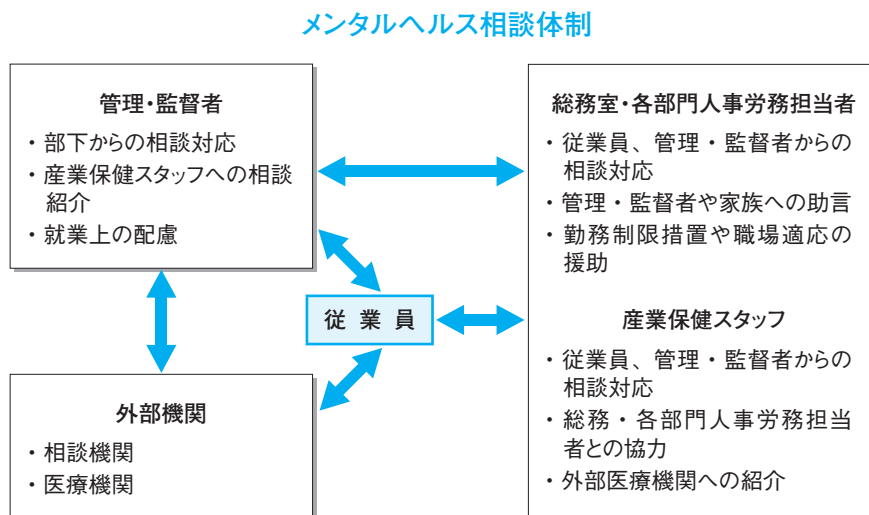 メンタルヘルス相談体制
管理・監督者
・部下からの相談対応
・産業保健スタッフへの相談
紹介
・就業上の配慮
総務室・各部門人事労務担当者
・従業員、管理・監督者からの
相談対応
・管理・監督者や家族への助言
・勤務制限措置や職場適応の
援助
従業員
産業保健スタッフ
・従業員、管理・監督者からの
相談対応
・総務・各部門人事労務担当
者との協力
・外部医療機関への紹介
外部機関
・相談機関
・医療機関